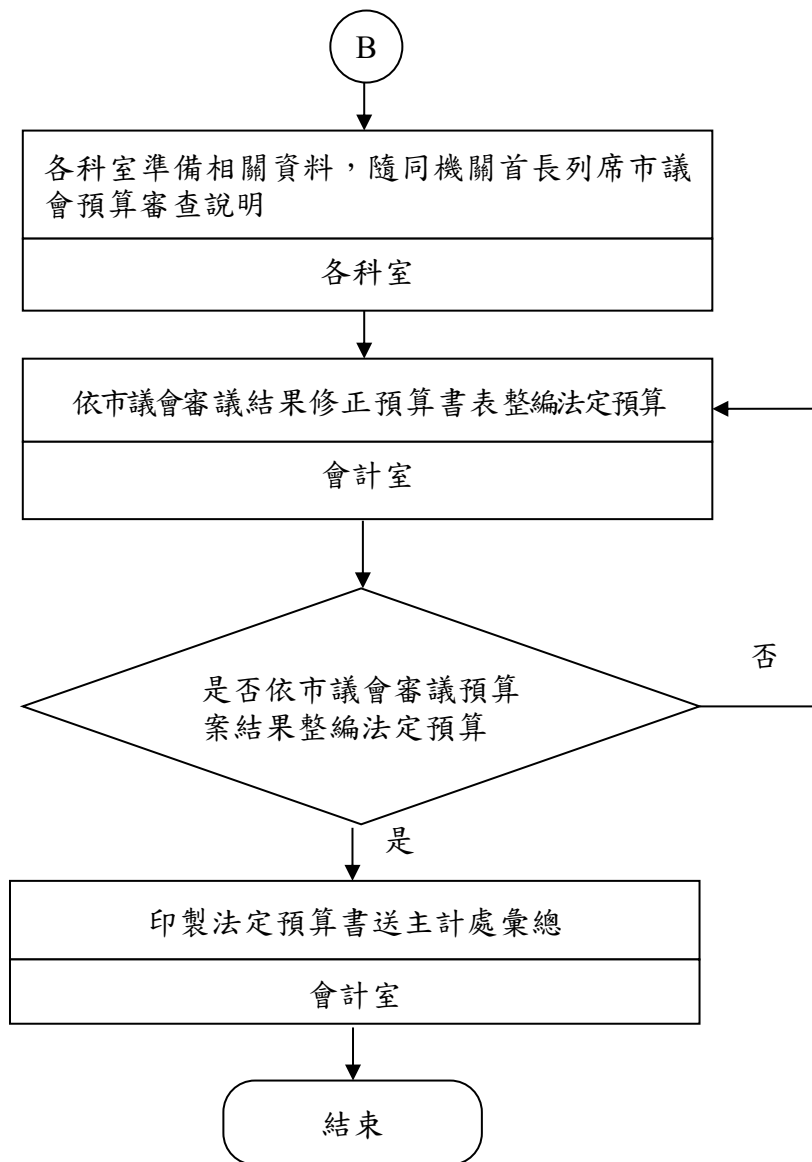 B
各科室準備相關資料，隨同機關首長列席市議
會預算審查說明
各科室
依市議會審議結果修正預算書表整編法定預算
會計室
是否依市議會審議預算
案結果整編法定預算
否
是
印製法定預算書送主計處彙總
會計室
結束